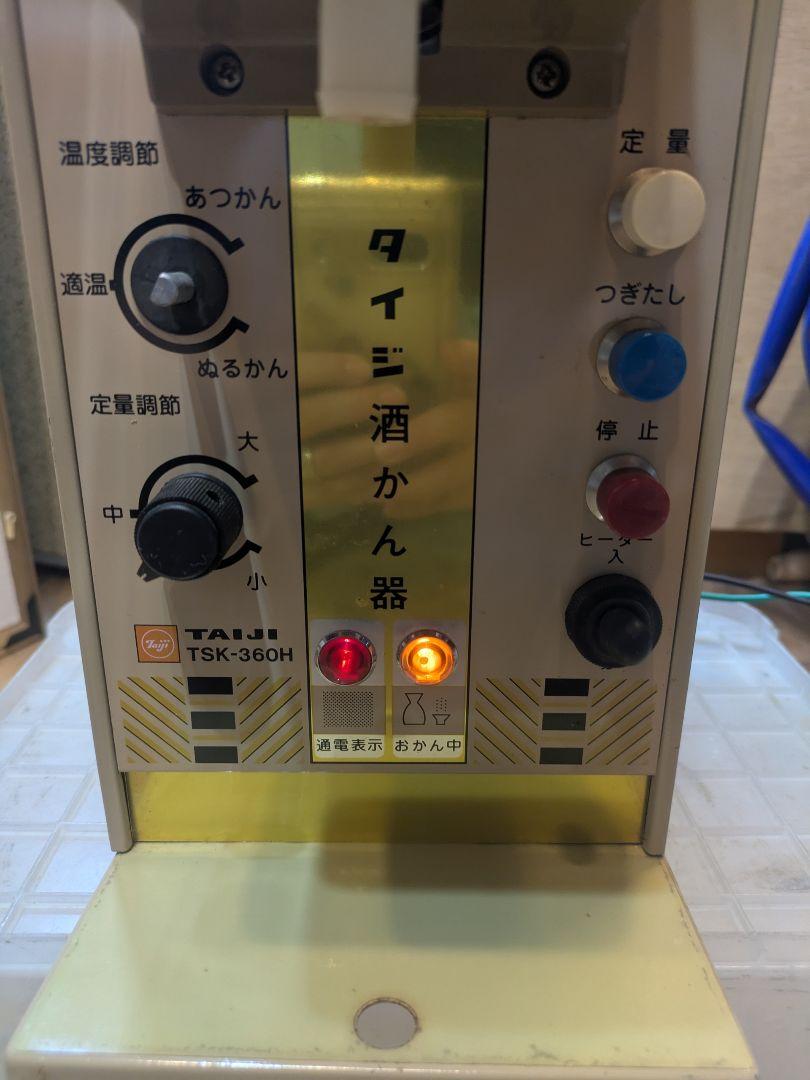 温度調節
あつかん
適温
ぬるかん
定量調節
大
中
小
Taiji
TAIJI
TSK-360H
タイジ酒かん器
通電表示
おかん中
定量
つぎたし
停止
ヒーター
入